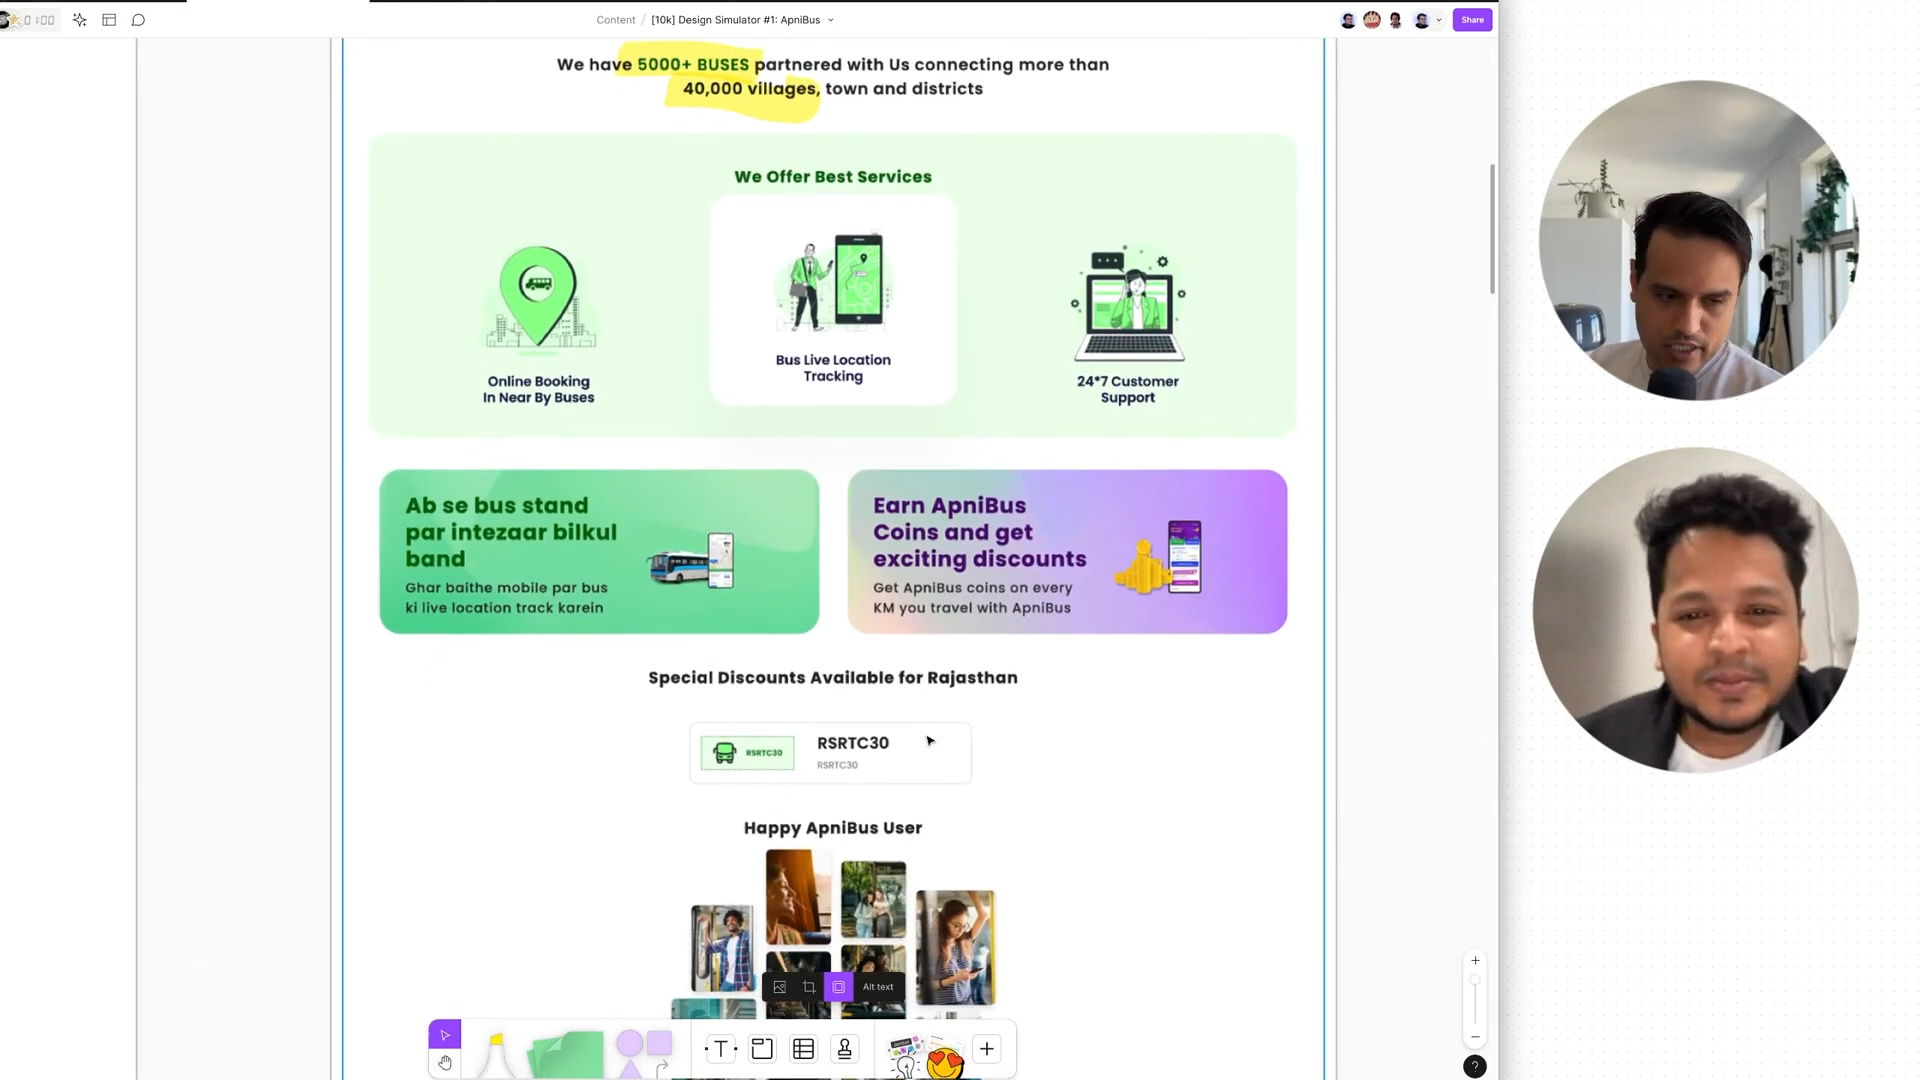 0 1:00
Content / [10k] Design Simulator #1: ApniBus
Share
We have 5000+ BUSES partnered with Us connecting more than
40,000 villages, town and districts
We Offer Best Services
Online Booking
In Near By Buses
Bus Live Location
Tracking
24*7 Customer
Support
Ab se bus stand
par intezaar bilkul
band
Ghar baithe mobile par bus
ki live location track karein
Earn ApniBus
Coins and get
exciting discounts
Get ApniBus coins on every
KM you travel with ApniBus
Special Discounts Available for Rajasthan
RSRTC30
RSRTC30
RSRTC30
Happy ApniBus User
Alt text
T
+
?